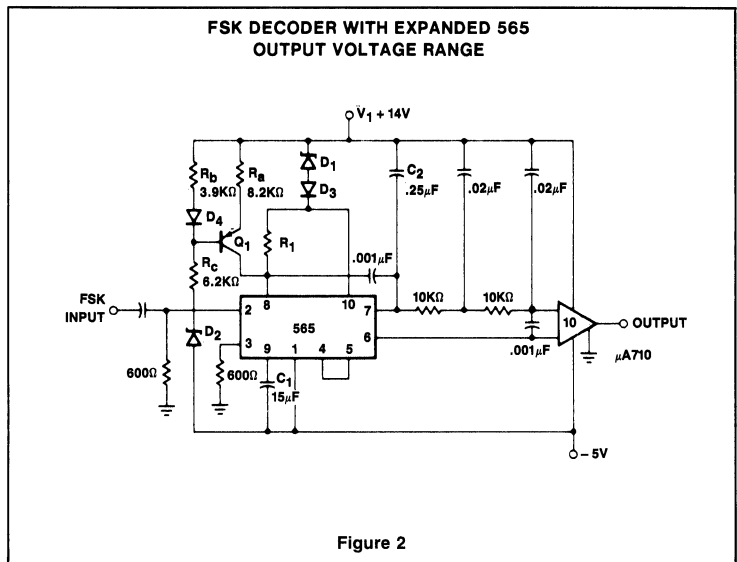 FSK DECODER WITH EXPANDED 565
OUTPUT VOLTAGE RANGE
V1 + 14V
Rb
3.9KΩ
Ra
8.2KΩ
D1
D3
C2
.25μF
.02μF
.02μF
D4
Q1
R1
Rc
6.2KΩ
.001μF
FSK
INPUT
2
8
10
7
10KΩ
10KΩ
10
OUTPUT
565
D2
3
9
1
4
5
6
.001μF
μA710
600Ω
600Ω
C1
15μF
– 5V
Figure 2